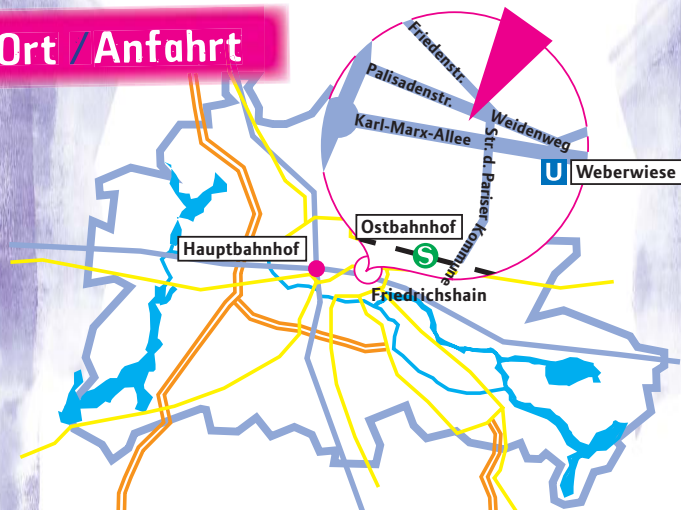 Ort / Anfahrt
Friedenstr.
Palisadenstr.
Karl-Marx-Allee
Weidenweg
Str. d. Pariser Kommune
U Weberwiese
Ostbahnhof
S
Hauptbahnhof
Friedrichshain